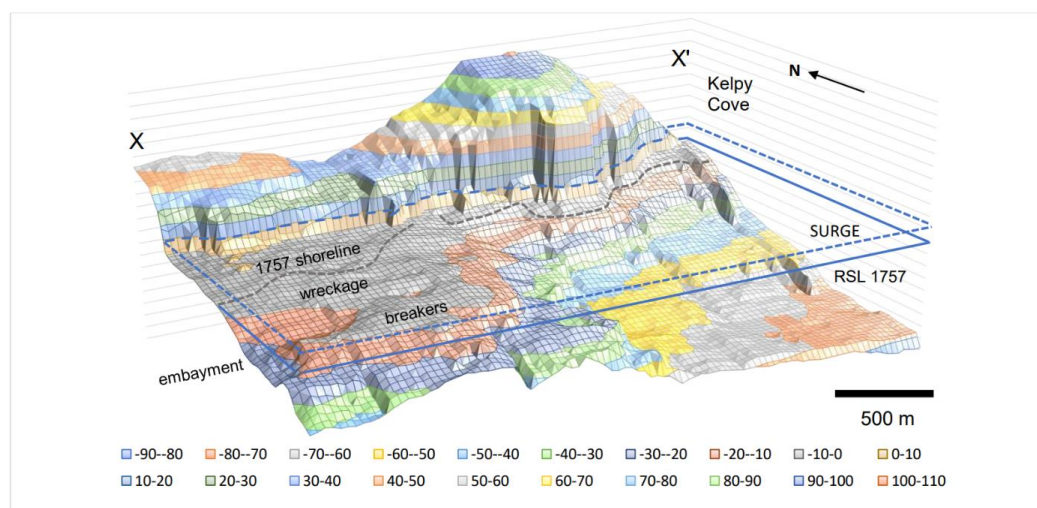 X
X'
N
Kelpy
Cove
SURGE
RSL 1757
1757 shoreline
wreckage
breakers
embayment
500 m
-90--80 -80--70 -70--60 -60--50 -50--40 -40--30 -30--20 -20--10 -10-0 0-10
10-20 20-30 30-40 40-50 50-60 60-70 70-80 80-90 90-100 100-110